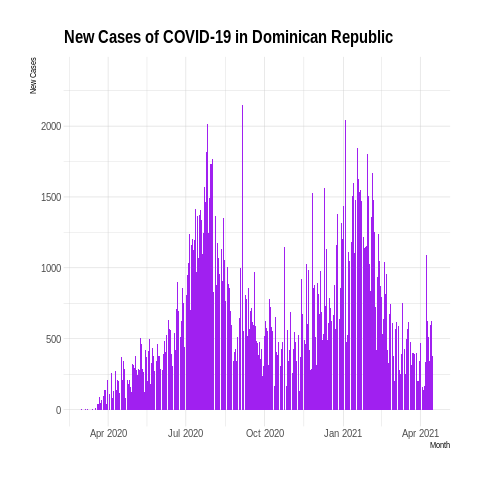 New Cases of COVID-19 in Dominican Republic
New Cases
2000
1500
1000
500
0
Apr 2020 Jul 2020 Oct 2020 Jan 2021 Apr 2021
Month